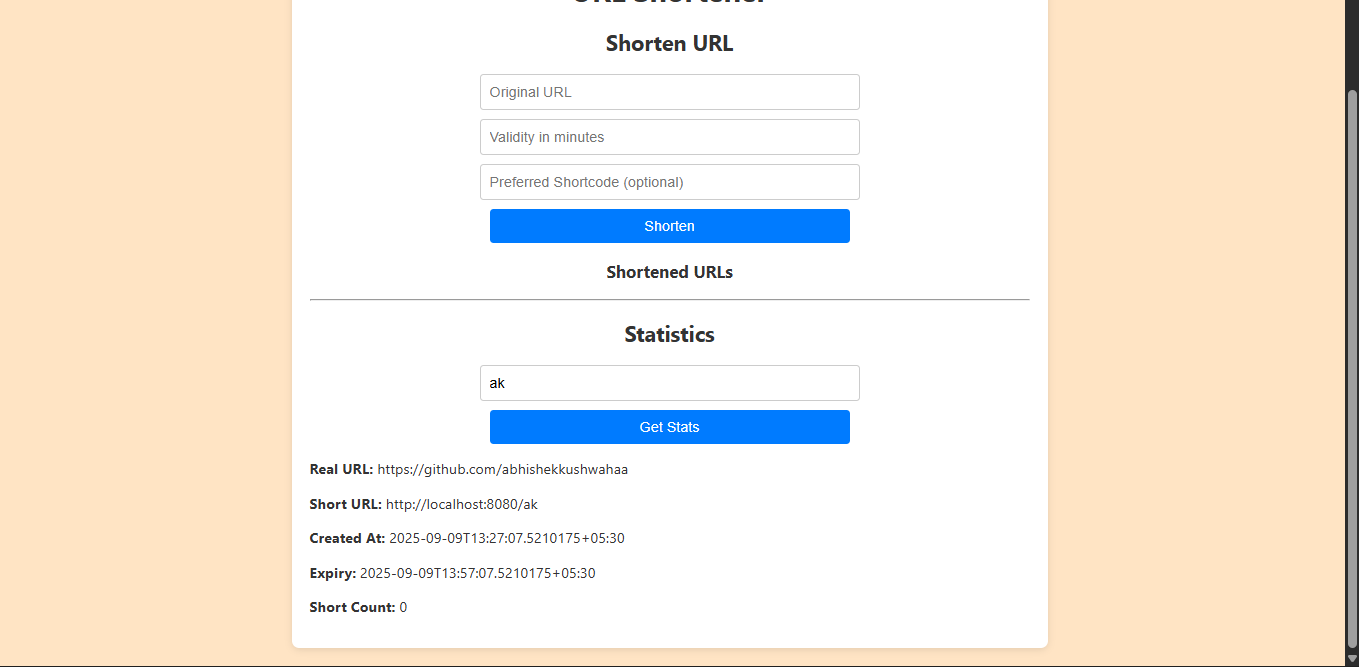 URL Shortener
Shorten URL
Original URL
Validity in minutes
Preferred Shortcode (optional)
Shorten
Shortened URLs
Statistics
ak
Get Stats
Real URL: https://github.com/abhishekkushwahaa
Short URL: http://localhost:8080/ak
Created At: 2025-09-09T13:27:07.5210175+05:30
Expiry: 2025-09-09T13:57:07.5210175+05:30
Short Count: 0